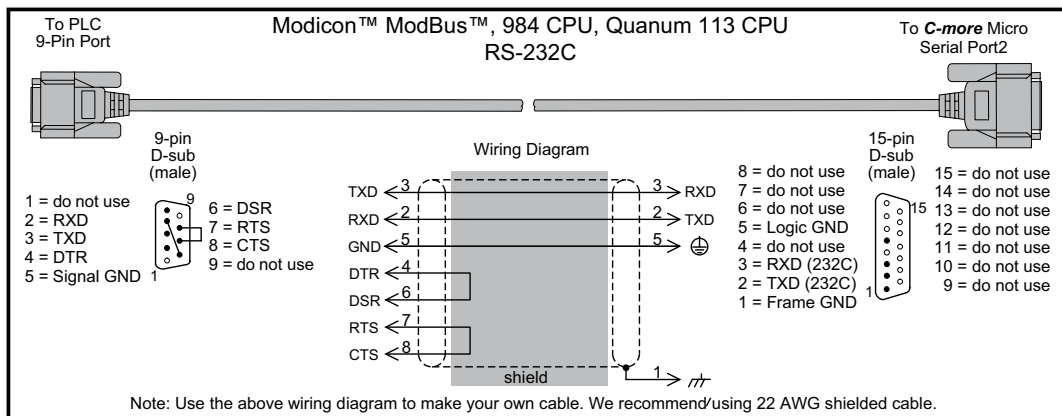 Modicon™ ModBus™, 984 CPU, Quanum 113 CPU
RS-232C
To PLC
9-Pin Port
To C-more Micro
Serial Port2
9-pin
D-sub
(male)
1 = do not use
2 = RXD
3 = TXD
4 = DTR
5 = Signal GND
9
1
6 = DSR
7 = RTS
8 = CTS
9 = do not use
Wiring Diagram
TXD 3 3 RXD
RXD 2 2 TXD
GND 5 5
DTR 4
DSR 6
RTS 7
CTS 8
1
shield
15-pin
D-sub
(male)
8 = do not use
7 = do not use
6 = do not use
5 = Logic GND
4 = do not use
3 = RXD (232C)
2 = TXD (232C)
1 = Frame GND
15
1
15 = do not use
14 = do not use
13 = do not use
12 = do not use
11 = do not use
10 = do not use
9 = do not use
Note: Use the above wiring diagram to make your own cable. We recommend using 22 AWG shielded cable.